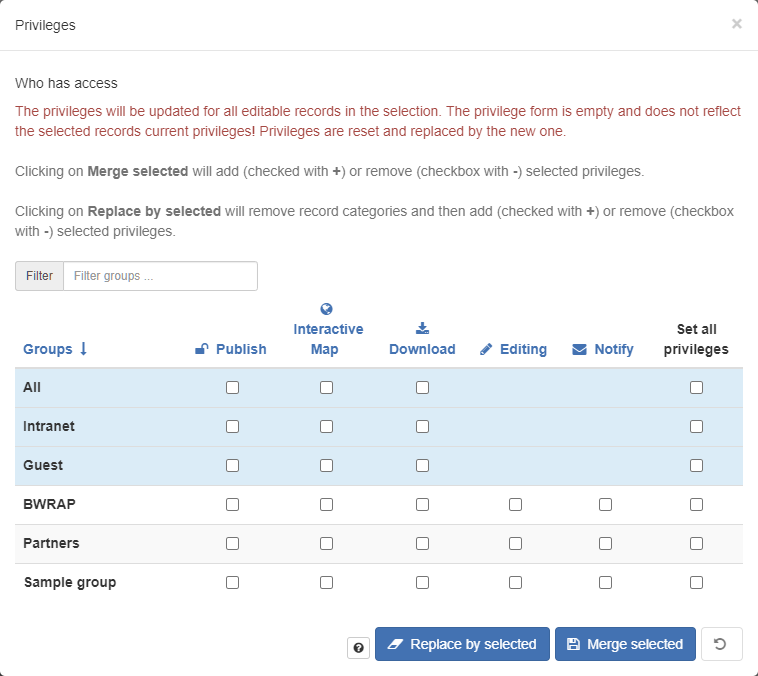 Privileges
×
Who has access
The privileges will be updated for all editable records in the selection. The privilege form is empty and does not reflect
the selected records current privileges! Privileges are reset and replaced by the new one.
Clicking on Merge selected will add (checked with +) or remove (checkbox with -) selected privileges.
Clicking on Replace by selected will remove record categories and then add (checked with +) or remove (checkbox
with -) selected privileges.
Filter Filter groups ...
Interactive Set all
Groups Publish Map Download Editing Notify privileges
All
Intranet
Guest
BWRAP
Partners
Sample group
? Replace by selected Merge selected